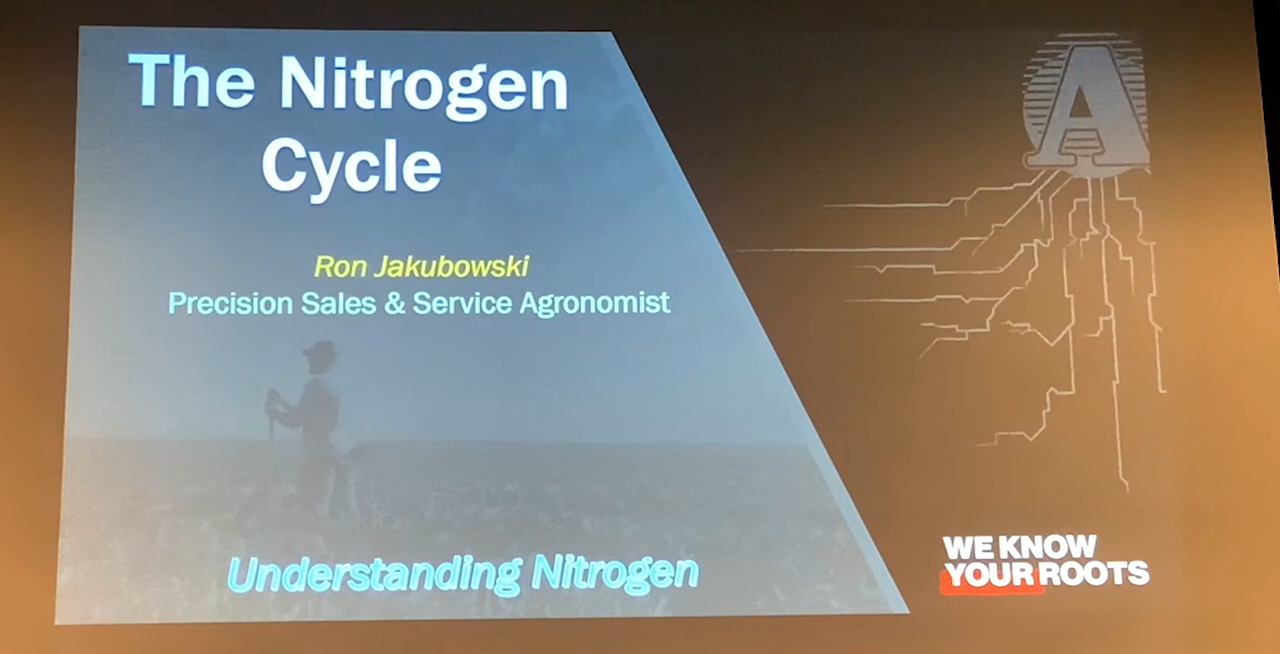 The Nitrogen
Cycle
Ron Jakubowski
Precision Sales & Service Agronomist
Understanding Nitrogen
A
WE KNOW
YOUR ROOTS